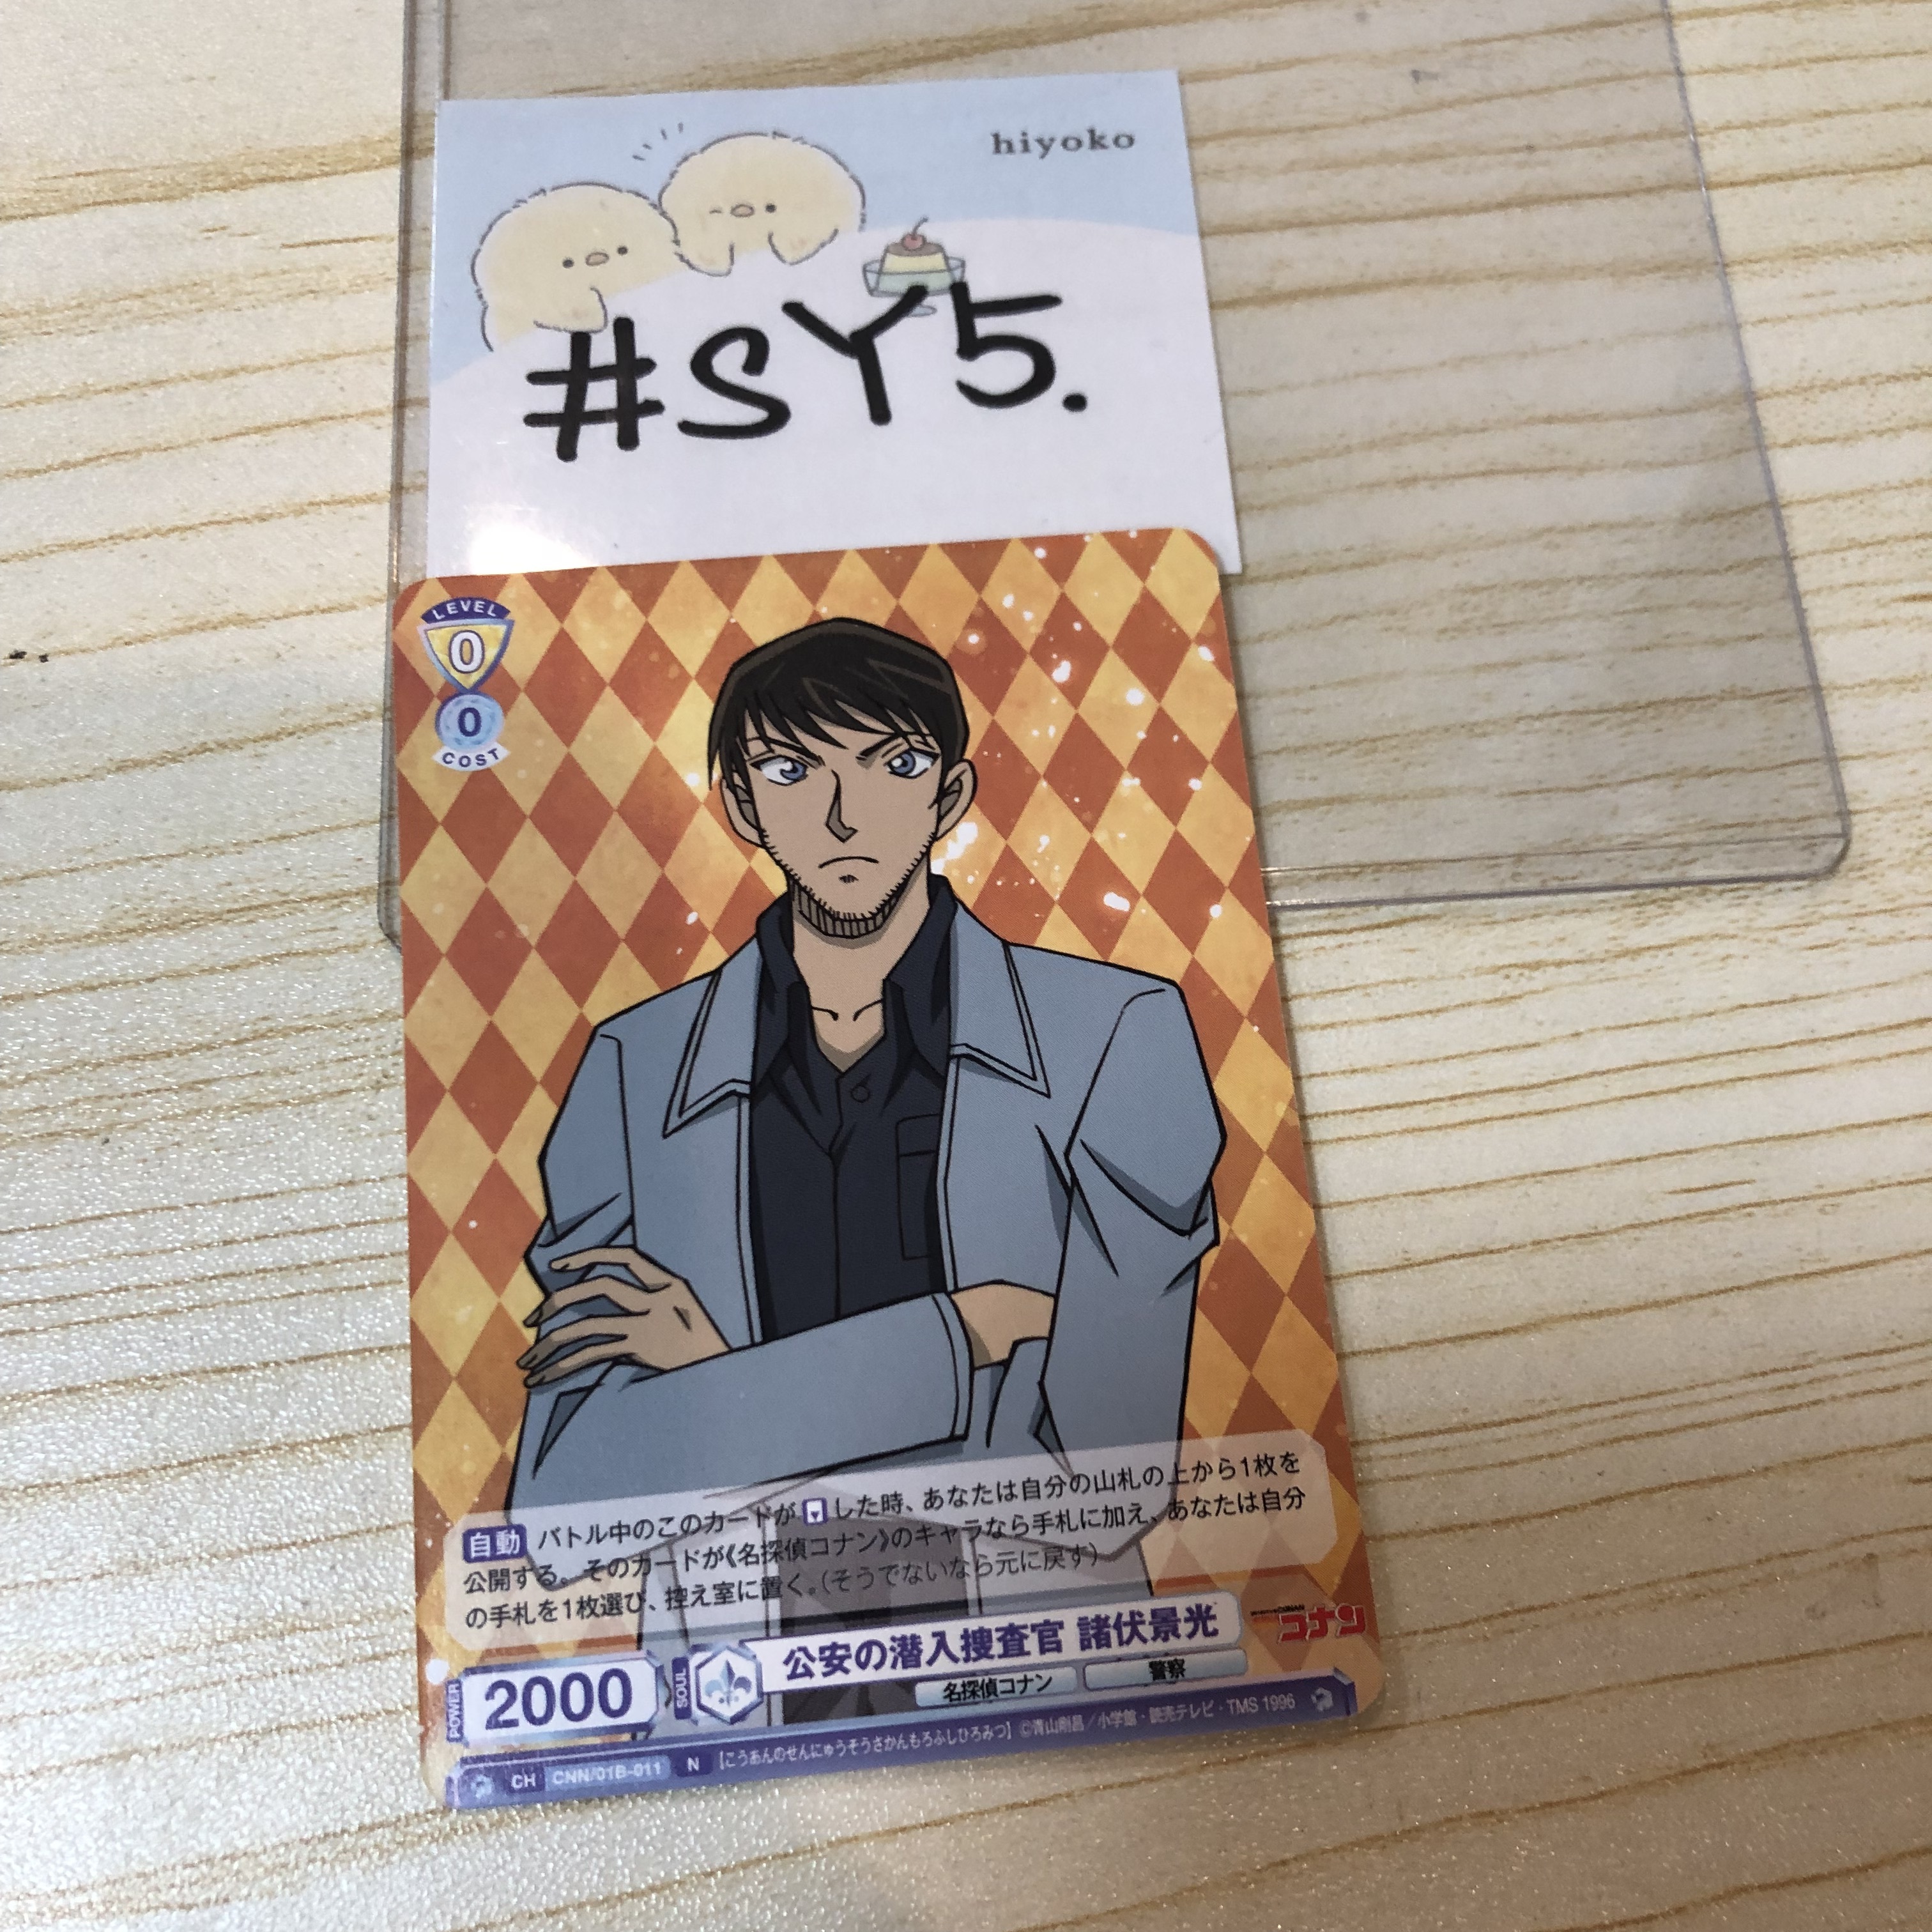 hiyoko
#SY5.
LEVEL
0
0
COST
自動 バトル中のこのカードがした時、あなたは自分の山札の上から1枚を
公開する。そのカードが《名探偵コナン》のキャラなら手札に加え、あなたは自分
の手札を1枚選び、控え室に置く。(そうでないなら元に戻す)
コナン
公安の潜入捜査官 諸伏景光
POWER 2000 SOUL
名探偵コナン 警察
CH CNN/01B-011 N 【こうあんのせんにゅうそうさかんもろふしひろみつ】 ©青山剛昌/小学館・読売テレビ・TMS 1996